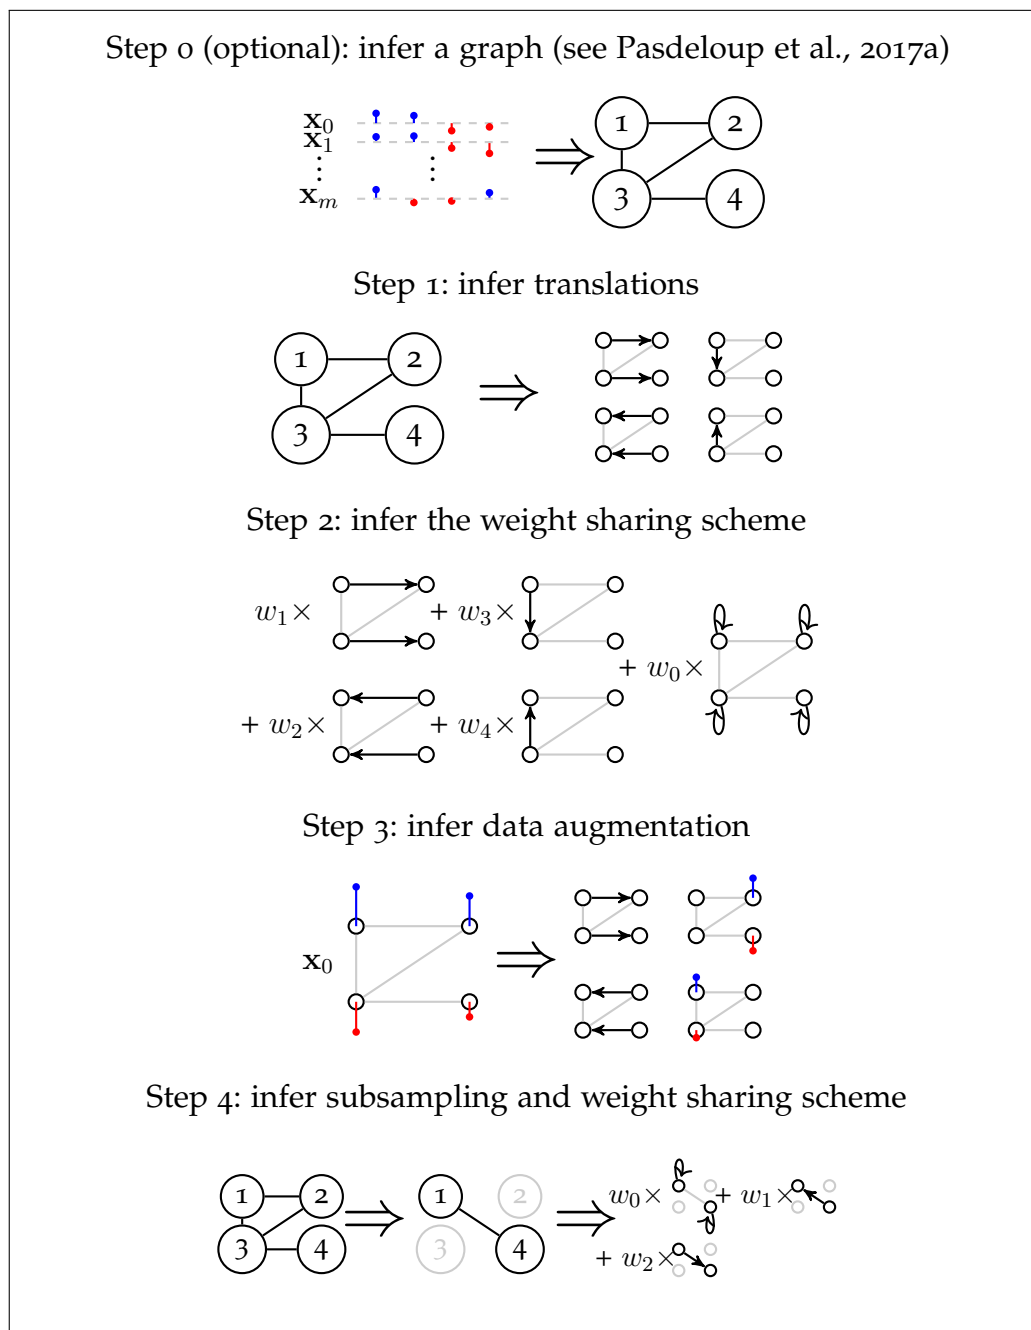 Step 0 (optional): infer a graph (see Pasdeloup et al., 2017a)
x₀
x₁
⋮ ⋮
xₘ
1 2
3 4
Step 1: infer translations
1 2
3 4
Step 2: infer the weight sharing scheme
w₁× + w₃×
+ w₀×
+ w₂× + w₄×
Step 3: infer data augmentation
x₀
Step 4: infer subsampling and weight sharing scheme
1 2 1 2 w₀× + w₁×
3 4 3 4
+ w₂×